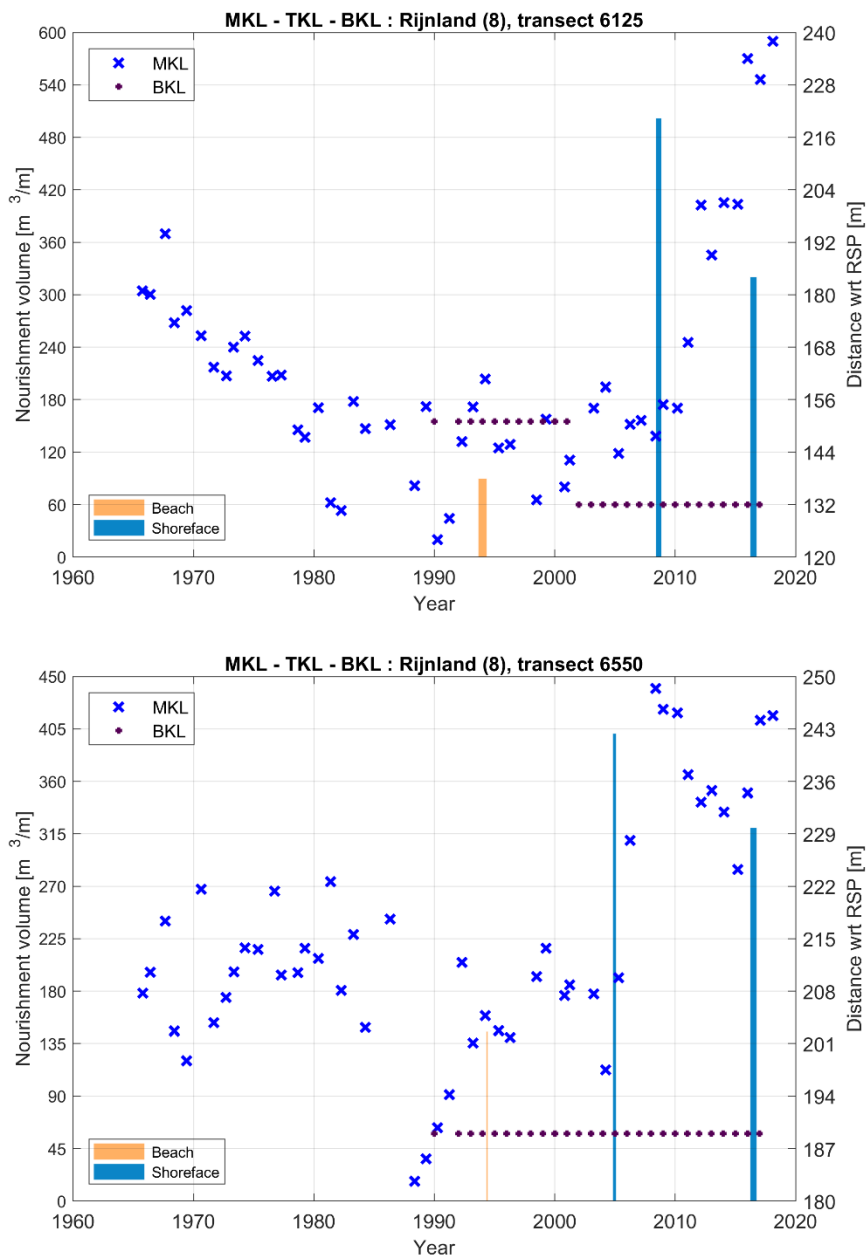 MKL - TKL - BKL : Rijnland (8), transect 6125
600
540
480
420
360
300
240
180
120
60
0
Nourishment volume [m ³/m]
240
228
216
204
192
180
168
156
144
132
120
Distance wrt RSP [m]
MKL
BKL
Beach
Shoreface
1960 1970 1980 1990 2000 2010 2020
Year
MKL - TKL - BKL : Rijnland (8), transect 6550
450
405
360
315
270
225
180
135
90
45
0
Nourishment volume [m ³/m]
250
243
236
229
222
215
208
201
194
187
180
Distance wrt RSP [m]
MKL
BKL
Beach
Shoreface
1960 1970 1980 1990 2000 2010 2020
Year